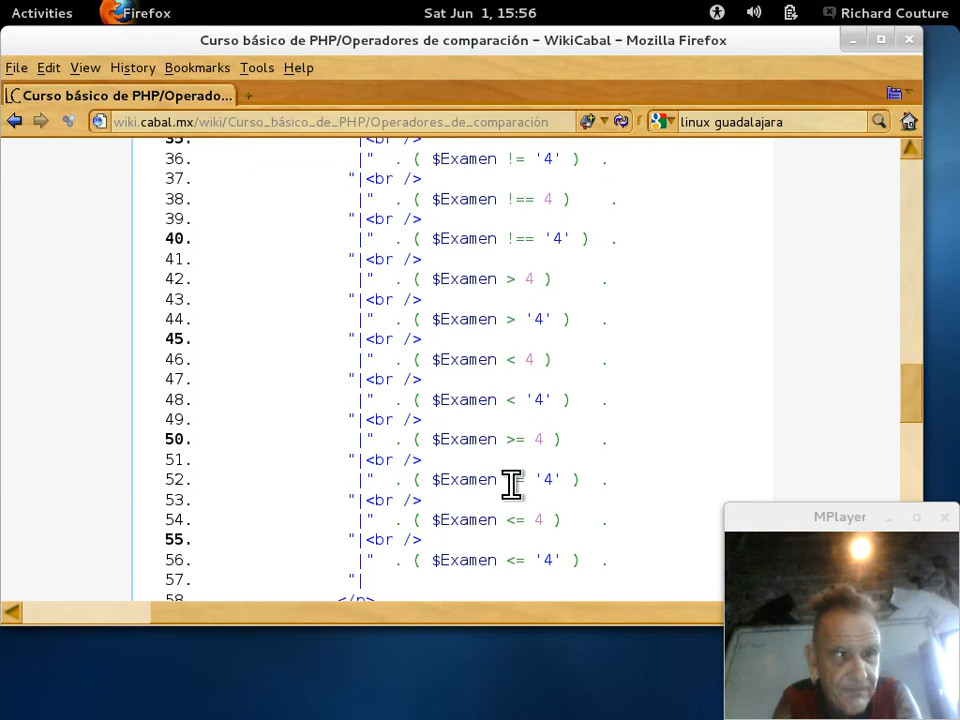 Activities Firefox Sat Jun 1, 15:56 Richard Couture
Curso básico de PHP/Operadores de comparación – WikiCabal – Mozilla Firefox
File Edit View History Bookmarks Tools Help
Curso básico de PHP/Operado... +
wiki.cabal.mx/wiki/Curso_básico_de_PHP/Operadores_de_comparación linux guadalajara
35. "|<br />
36. |" . ( $Examen != '4' ) .
37. "|<br />
38. |" . ( $Examen !== 4 ) .
39. "|<br />
40. |" . ( $Examen !== '4' ) .
41. "|<br />
42. |" . ( $Examen > 4 ) .
43. "|<br />
44. |" . ( $Examen > '4' ) .
45. "|<br />
46. |" . ( $Examen < 4 ) .
47. "|<br />
48. |" . ( $Examen < '4' ) .
49. "|<br />
50. |" . ( $Examen >= 4 ) .
51. "|<br />
52. |" . ( $Examen = '4' ) .
53. "|<br />
54. |" . ( $Examen <= 4 ) .
55. "|<br />
56. |" . ( $Examen <= '4' ) .
57. "|
58. </p>
MPlayer